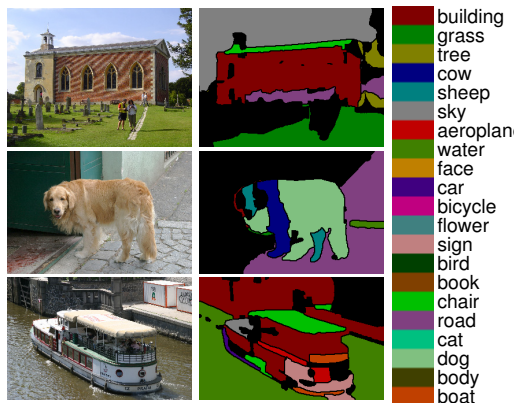 building
grass
tree
cow
sheep
sky
aeroplan
water
face
car
bicycle
flower
sign
bird
book
chair
road
cat
dog
body
boat